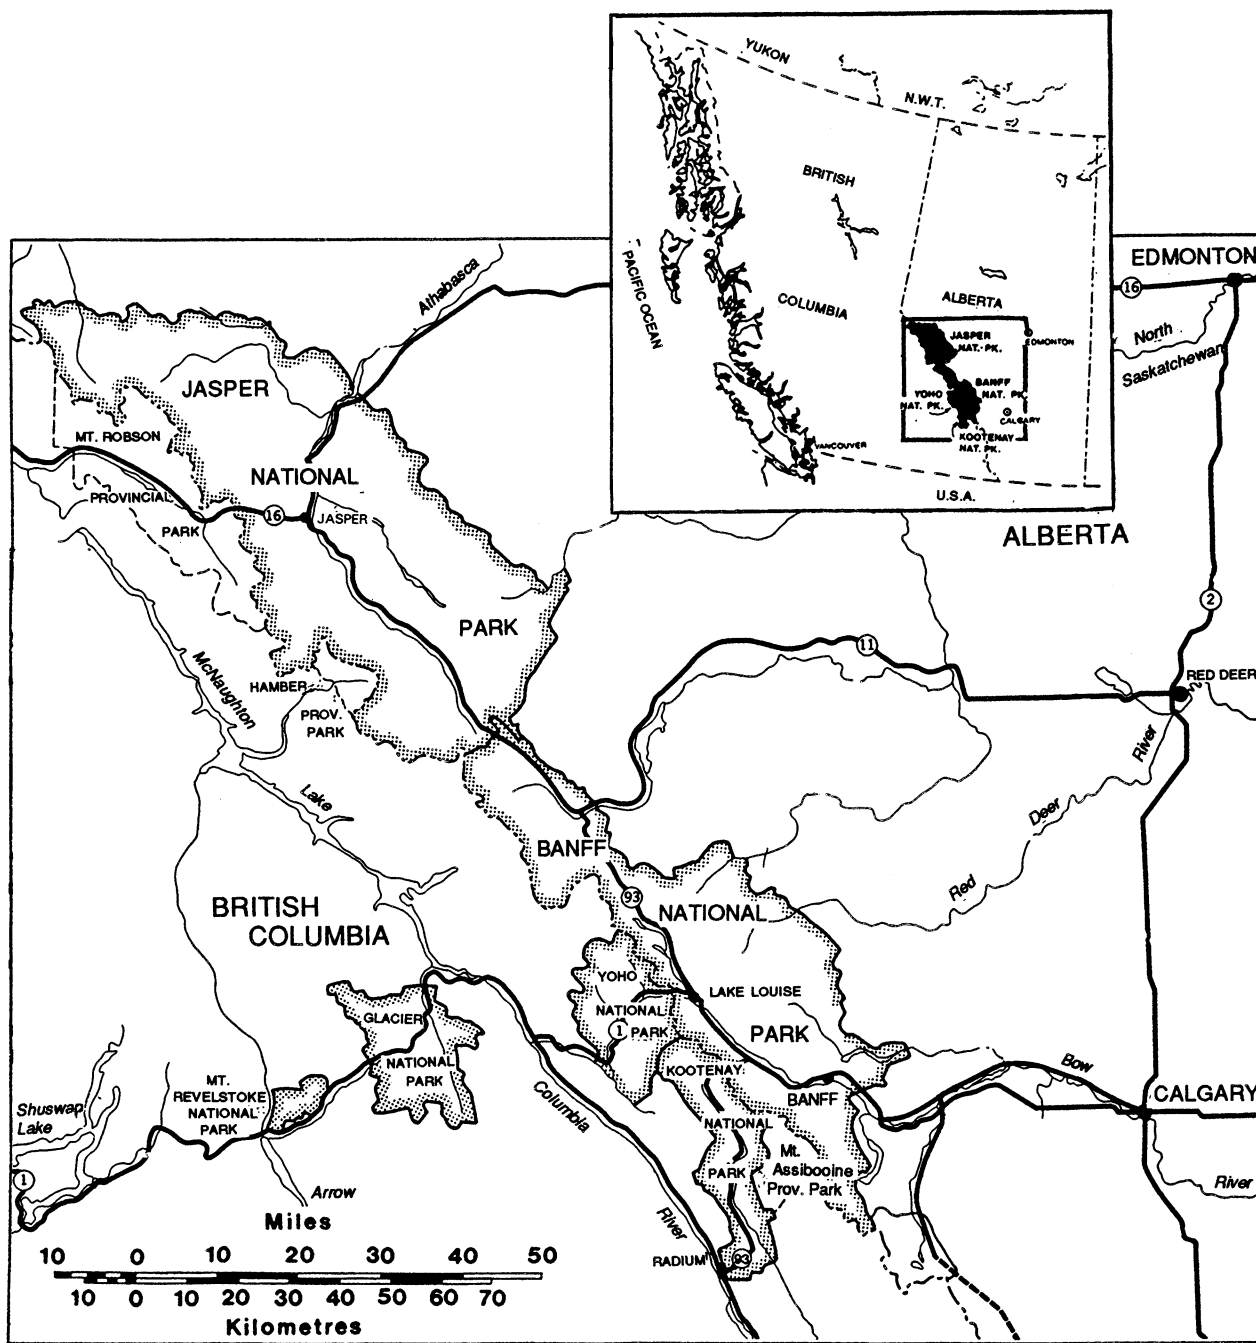 YUKON
N.W.T.
BRITISH
PACIFIC OCEAN
COLUMBIA
ALBERTA
JASPER
NAT. PK.
EDMONTON
BANFF
NAT. PK.
YOHO
NAT. PK.
CALGARY
KOOTENAY
NAT. PK.
VANCOUVER
U.S.A.
EDMONTON
16
Athabasca
North
Saskatchewan
JASPER
MT. ROBSON
NATIONAL
PROVINCIAL
PARK
16
JASPER
ALBERTA
2
PARK
11
McNaughton
HAMBER
PROV.
PARK
RED DEER
River
Lake
Deer
BANFF
Red
93
NATIONAL
BRITISH
COLUMBIA
YOHO
LAKE LOUISE
NATIONAL
1
PARK
PARK
GLACIER
NATIONAL
PARK
KOOTENAY
Bow
MT.
REVELSTOKE
NATIONAL
PARK
BANFF
CALGARY
Shuswap
Lake
Columbia
NATIONAL
Mt.
Assibooine
Prov. Park
PARK
1
Arrow
River
River
RADIUM
93
Miles
10 0 10 20 30 40 50
10 0 10 20 30 40 50 60 70
Kilometres